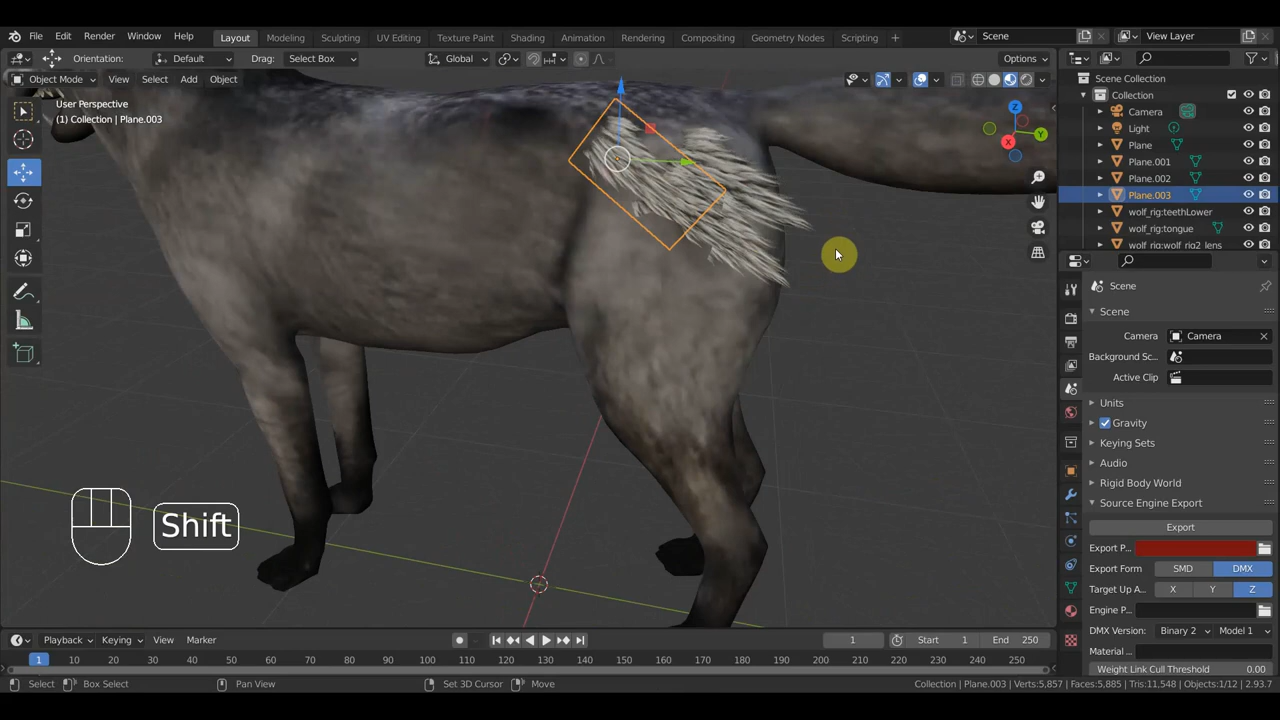 File Edit Render Window Help Layout Modeling Sculpting UV Editing Texture Paint Shading Animation Rendering Compositing Geometry Nodes Scripting + Scene View Layer
Orientation: Default Drag: Select Box Global Options
Object Mode View Select Add Object
User Perspective
(1) Collection | Plane.003
Z
Y
X
Scene Collection
Collection
Camera
Light
Plane
Plane.001
Plane.002
Plane.003
wolf_rig:teethLower
wolf_rig:tongue
wolf_rig:wolf_rig2_lens
Scene
Scene
Camera Camera
Background Sc...
Active Clip
Units
Gravity
Keying Sets
Audio
Rigid Body World
Source Engine Export
Export
Export P...
Export Form SMD DMX
Target Up A... X Y Z
Engine P...
DMX Version: Binary 2 Model 1
Material ...
Weight Link Cull Threshold 0.00
Shift
Playback Keying View Marker 1 Start 1 End 250
1 10 20 30 40 50 60 70 80 90 100 110 120 130 140 150 160 170 180 190 200 210 220 230 240 250
Select Box Select Pan View Set 3D Cursor Move Collection | Plane.003 | Verts:5,857 | Faces:5,885 | Tris:11,548 | Objects:1/12 | 2.93.7